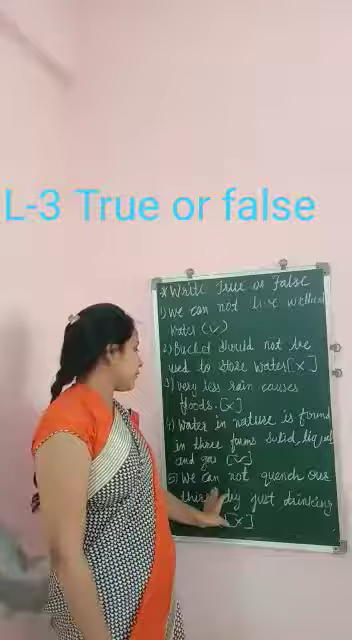 L-3 True or false
* Write True or False
1) We can not live without
water (✓)
2) Bucket should not be
used to store water [×]
3) Very less rain causes
floods. [×]
4) Water in nature is found
in three forms solid, liquid
and gas [✓]
5) We can not quench our
just drinking
[×]